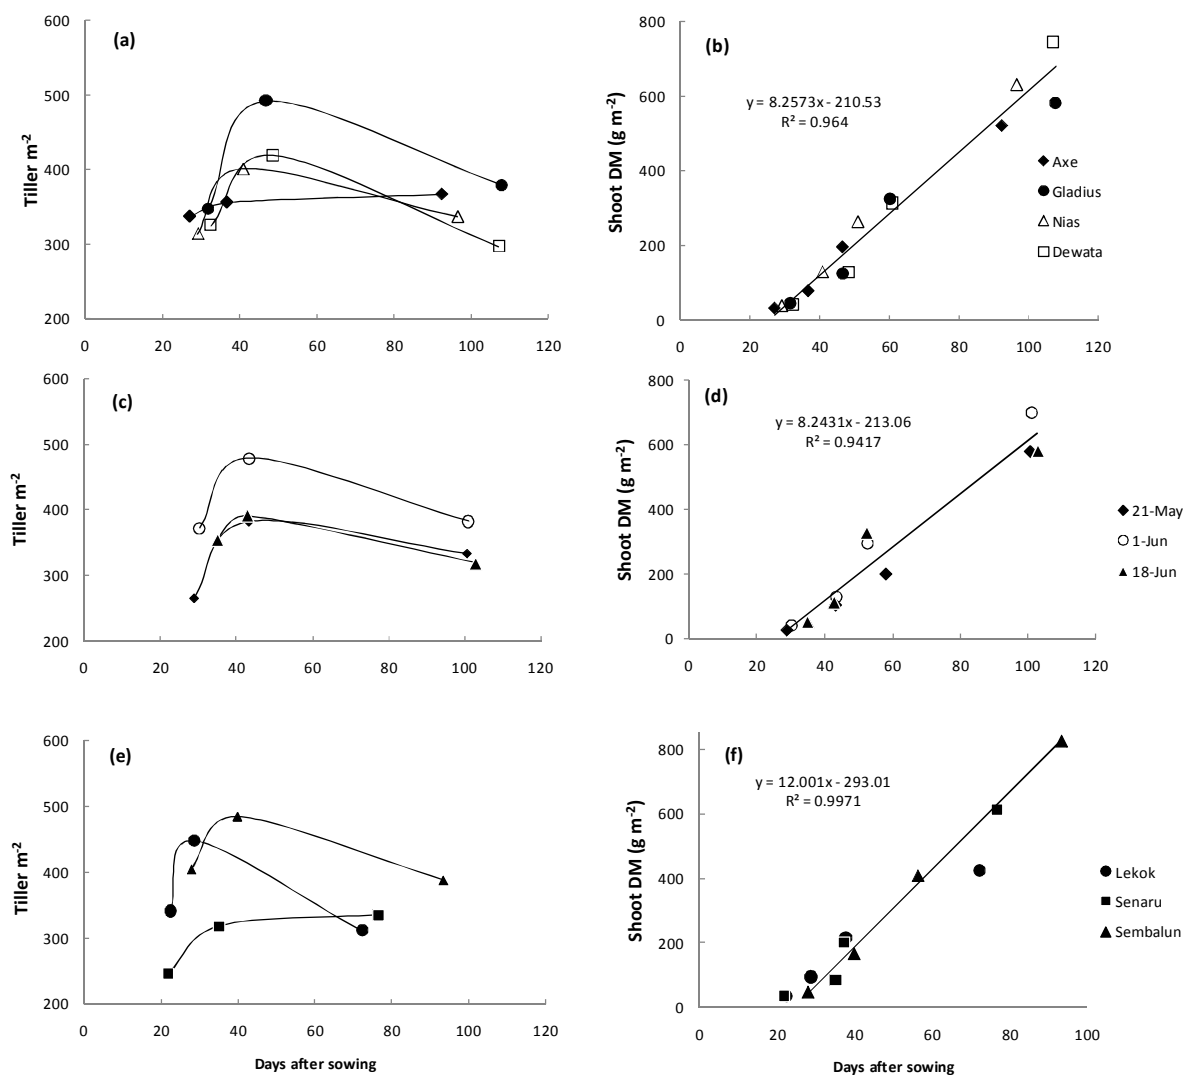 (a)
Tiller m-2
600
500
400
300
200
0 20 40 60 80 100 120
(b)
Shoot DM (g m-2)
800
600
400
200
0
0 20 40 60 80 100 120
y = 8.2573x - 210.53
R² = 0.964
Axe
Gladius
Nias
Dewata
(c)
Tiller m-2
600
500
400
300
200
0 20 40 60 80 100 120
(d)
Shoot DM (g m-2)
800
600
400
200
0
0 20 40 60 80 100 120
y = 8.2431x - 213.06
R² = 0.9417
21-May
1-Jun
18-Jun
(e)
Tiller m-2
600
500
400
300
200
0 20 40 60 80 100 120
Days after sowing
(f)
Shoot DM (g m-2)
800
600
400
200
0
0 20 40 60 80 100
Days after sowing
y = 12.001x - 293.01
R² = 0.9971
Lekok
Senaru
Sembalun